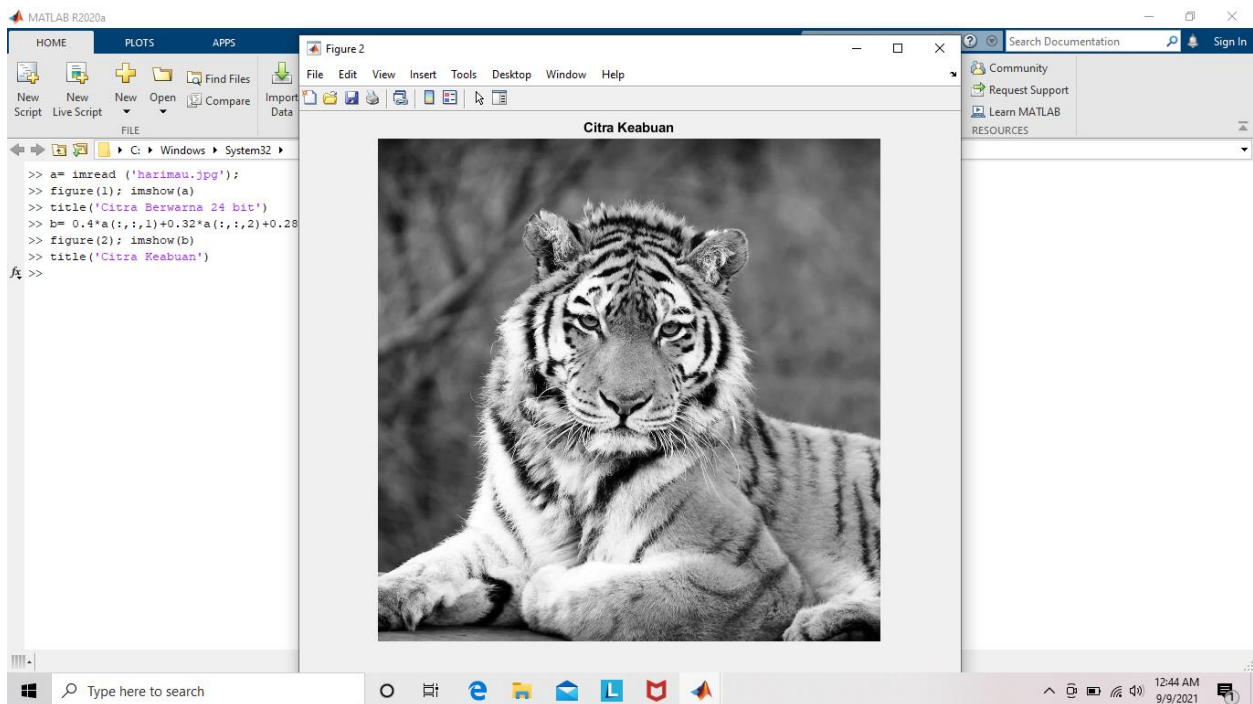 MATLAB R2020a
HOME PLOTS APPS
Search Documentation
Sign In
New Script
New Live Script
New
Open
Find Files
Compare
Import Data
FILE
Community
Request Support
Learn MATLAB
RESOURCES
C: Windows System32
>> a= imread ('harimau.jpg');
>> figure(1); imshow(a)
>> title('Citra Berwarna 24 bit')
>> b= 0.4*a(:,:,1)+0.32*a(:,:,2)+0.28
>> figure(2); imshow(b)
>> title('Citra Keabuan')
fx >>
Figure 2
File Edit View Insert Tools Desktop Window Help
Citra Keabuan
Type here to search
12:44 AM
9/9/2021